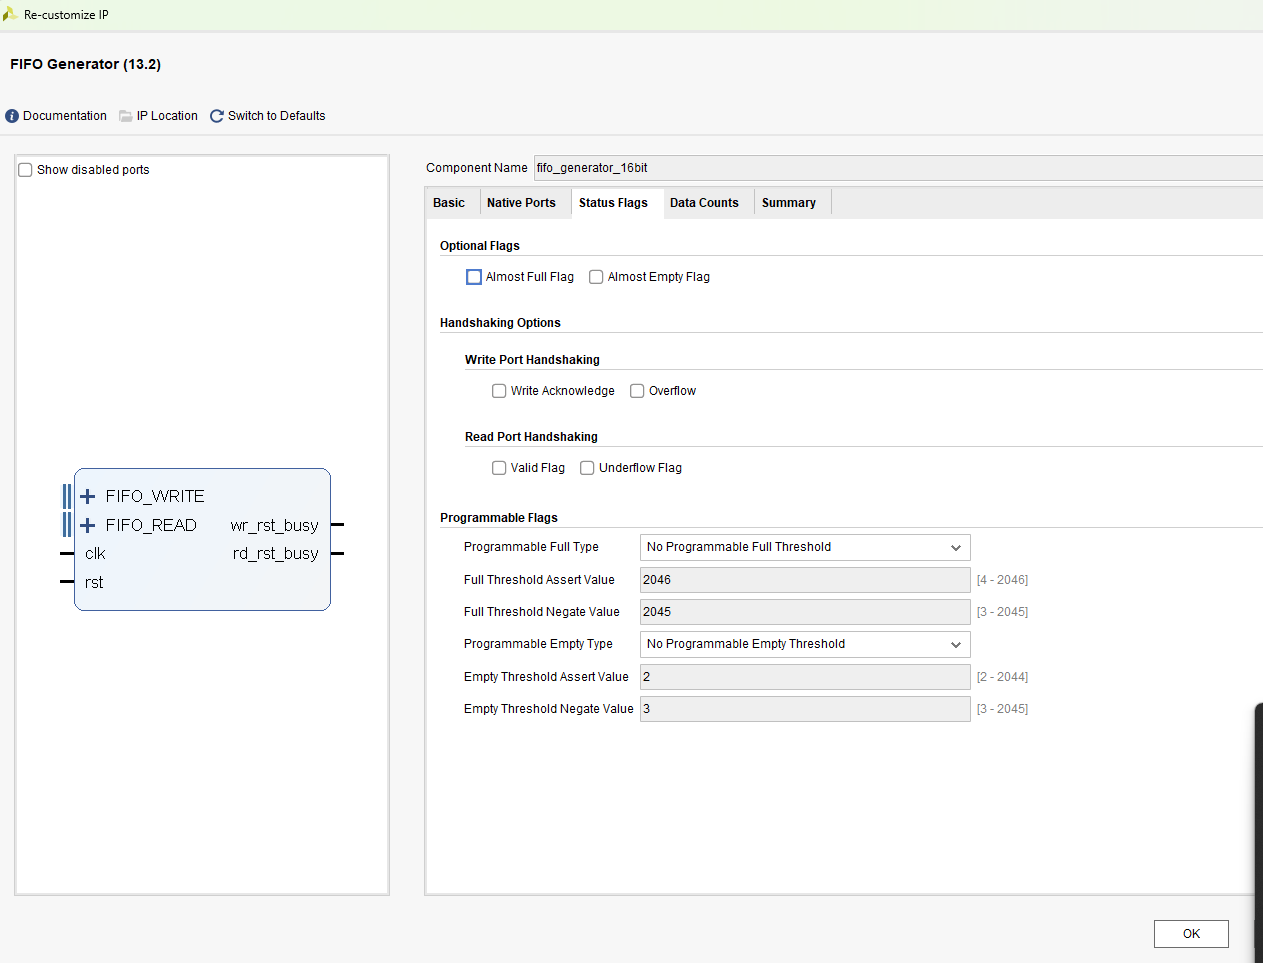 Re-customize IP
FIFO Generator (13.2)
Documentation IP Location Switch to Defaults
Show disabled ports
FIFO_WRITE
FIFO_READ wr_rst_busy
clk rd_rst_busy
rst
Component Name fifo_generator_16bit
Basic Native Ports Status Flags Data Counts Summary
Optional Flags
Almost Full Flag Almost Empty Flag
Handshaking Options
Write Port Handshaking
Write Acknowledge Overflow
Read Port Handshaking
Valid Flag Underflow Flag
Programmable Flags
Programmable Full Type No Programmable Full Threshold
Full Threshold Assert Value 2046 [4 - 2046]
Full Threshold Negate Value 2045 [3 - 2045]
Programmable Empty Type No Programmable Empty Threshold
Empty Threshold Assert Value 2 [2 - 2044]
Empty Threshold Negate Value 3 [3 - 2045]
OK